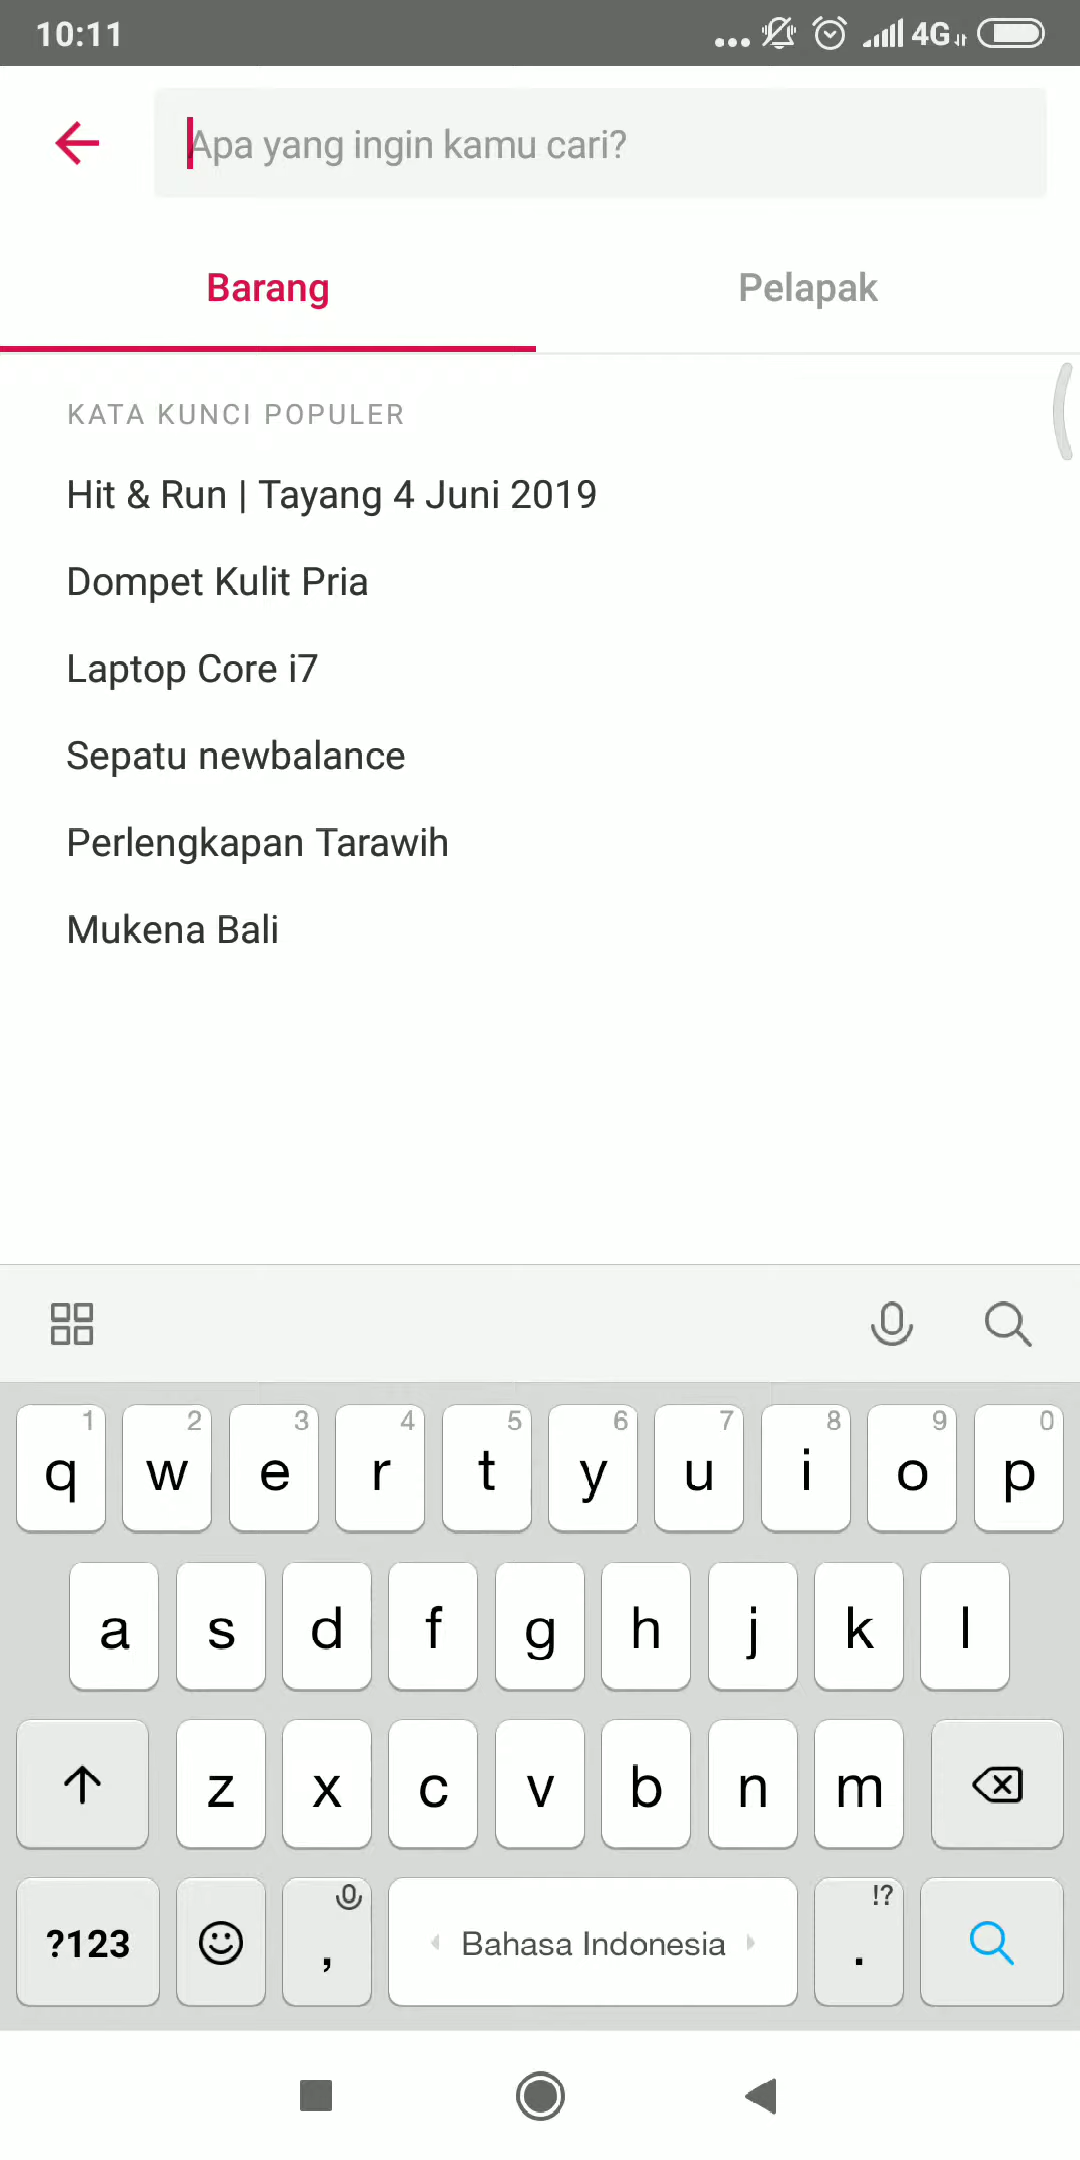 10:11
4G
Apa yang ingin kamu cari?
Barang
Pelapak
KATA KUNCI POPULER
Hit & Run | Tayang 4 Juni 2019
Dompet Kulit Pria
Laptop Core i7
Sepatu newbalance
Perlengkapan Tarawih
Mukena Bali
1 2 3 4 5 6 7 8 9 0
q w e r t y u i o p
a s d f g h j k l
z x c v b n m
!?
?123 , Bahasa Indonesia .